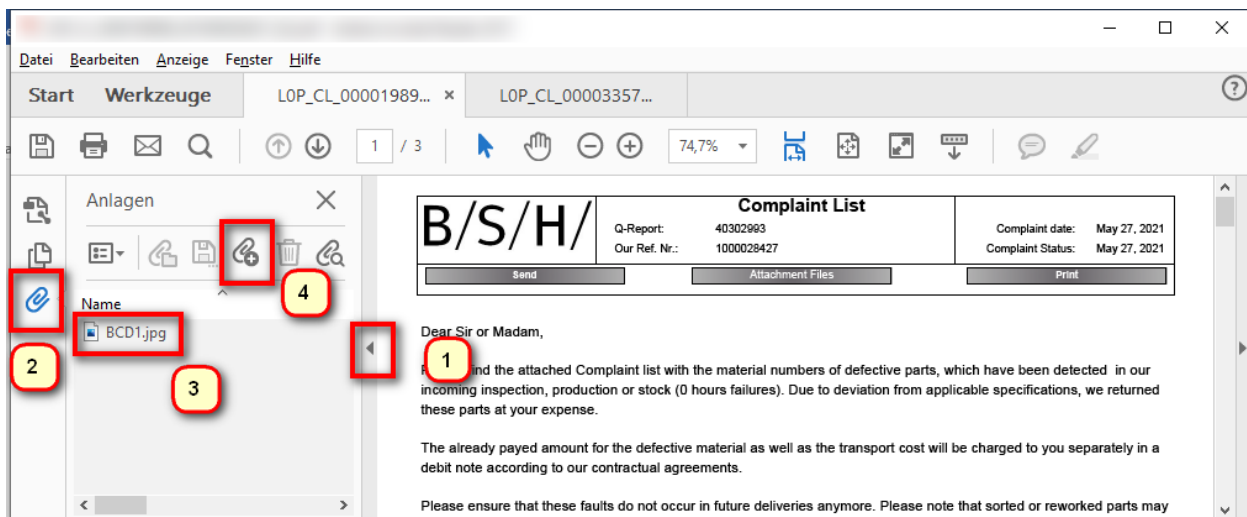 Datei Bearbeiten Anzeige Fenster Hilfe
Start Werkzeuge L0P_CL_00001989... × L0P_CL_00003357...
1 / 3 74,7%
Anlagen
4
Name
BCD1.jpg
2
3
1
B/S/H/
Complaint List
Q-Report: 40302993
Our Ref. Nr.: 1000028427
Complaint date: May 27, 2021
Complaint Status: May 27, 2021
Send Attachment Files Print
Dear Sir or Madam,
find the attached Complaint list with the material numbers of defective parts, which have been detected in our
incoming inspection, production or stock (0 hours failures). Due to deviation from applicable specifications, we returned
these parts at your expense.
The already payed amount for the defective material as well as the transport cost will be charged to you separately in a
debit note according to our contractual agreements.
Please ensure that these faults do not occur in future deliveries anymore. Please note that sorted or reworked parts may